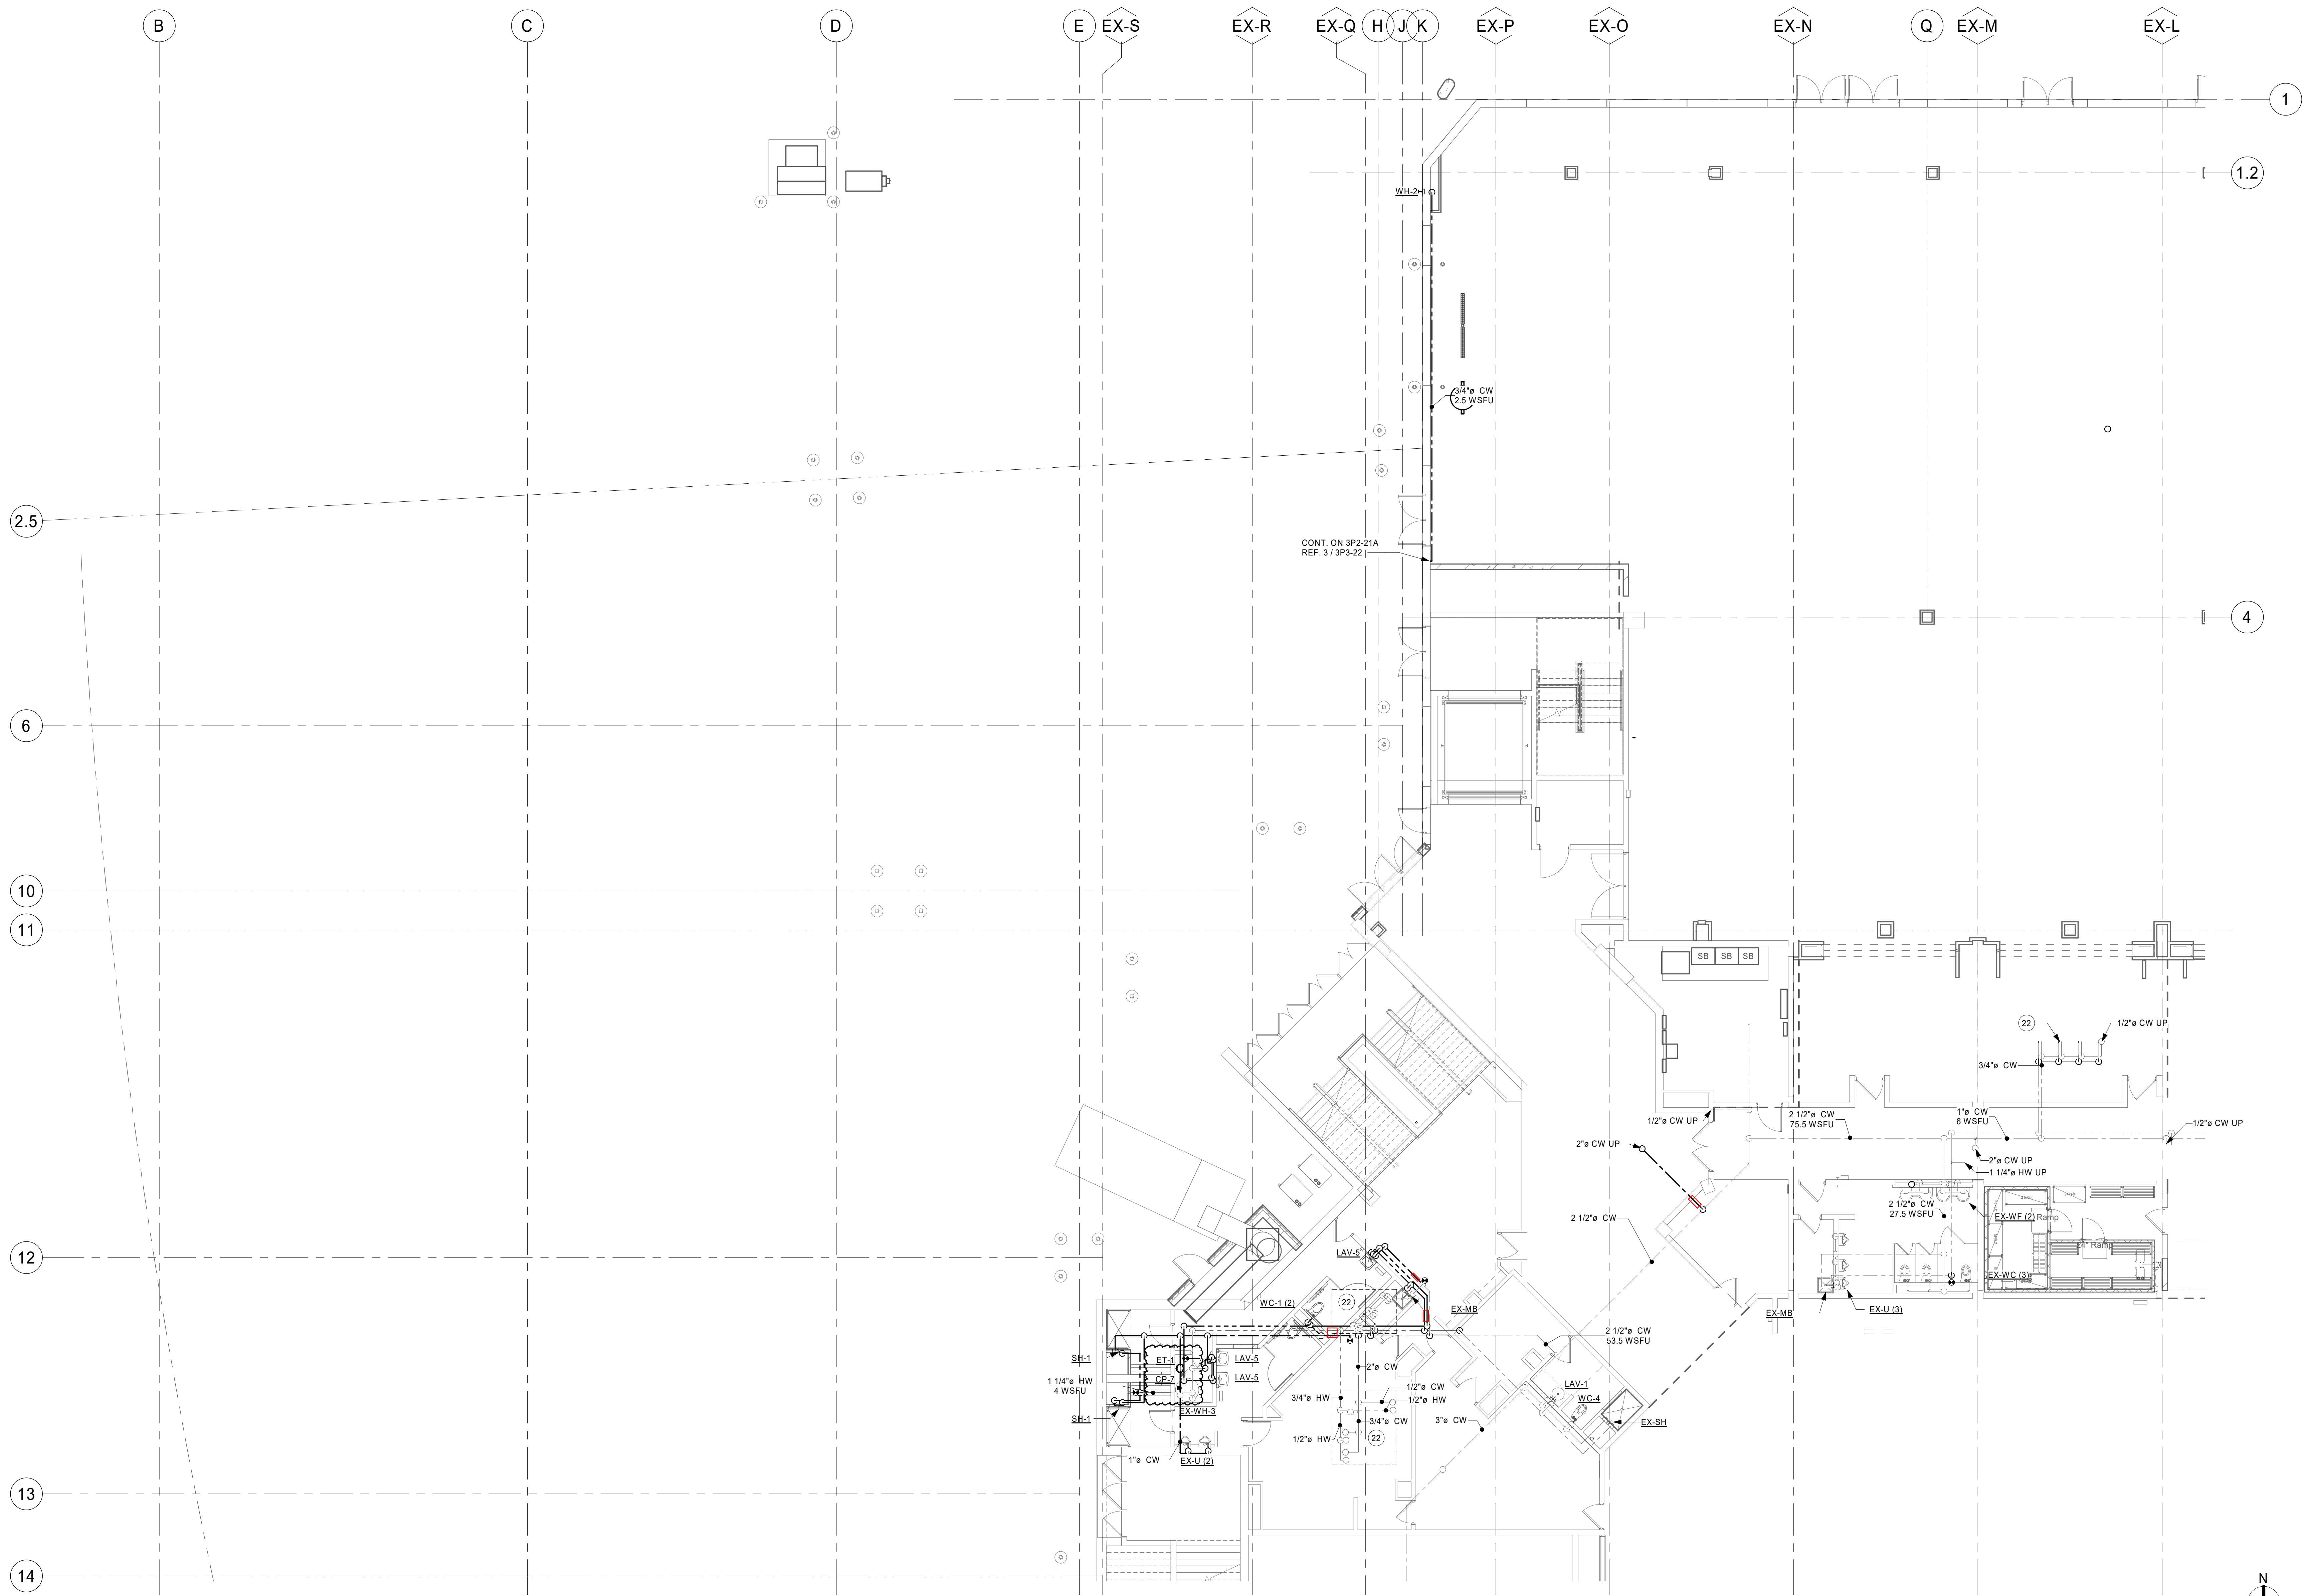 B
C
D
E
EX-S
EX-R
EX-Q
H
J
K
EX-P
EX-O
EX-N
Q
EX-M
EX-L
1
1.2
WH-2
3/4"ø CW
2.5 WSFU
2.5
CONT. ON 3P2-21A
REF. 3 / 3P3-22
4
6
10
11
SB
SB
SB
22
1/2"ø CW UP
3/4"ø CW
1/2"ø CW UP
2 1/2"ø CW
75.5 WSFU
1"ø CW
6 WSFU
1/2"ø CW UP
2"ø CW UP
2"ø CW UP
1 1/4"ø HW UP
2 1/2"ø CW
27.5 WSFU
2 1/2"ø CW
EX-WF (2)
Ramp
24" Ramp
12
LAV-5
EX-WC (3)
WC-1 (2)
22
EX-MB
EX-MB
EX-U (3)
2 1/2"ø CW
53.5 WSFU
SH-1
ET-1
LAV-5
CP-7
LAV-5
1 1/4"ø HW
4 WSFU
2"ø CW
LAV-1
WC-4
3/4"ø HW
1/2"ø CW
1/2"ø HW
SH-1
EX-WH-3
3/4"ø CW
3"ø CW
EX-SH
1/2"ø HW
22
1"ø CW
EX-U (2)
13
14
N